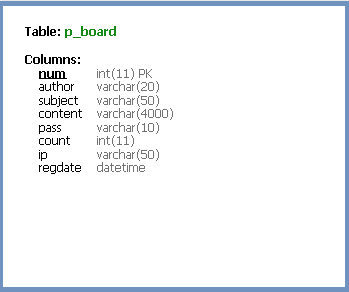 Table: p_board
Columns:
num int(11) PK
author varchar(20)
subject varchar(50)
content varchar(4000)
pass varchar(10)
count int(11)
ip varchar(50)
regdate datetime